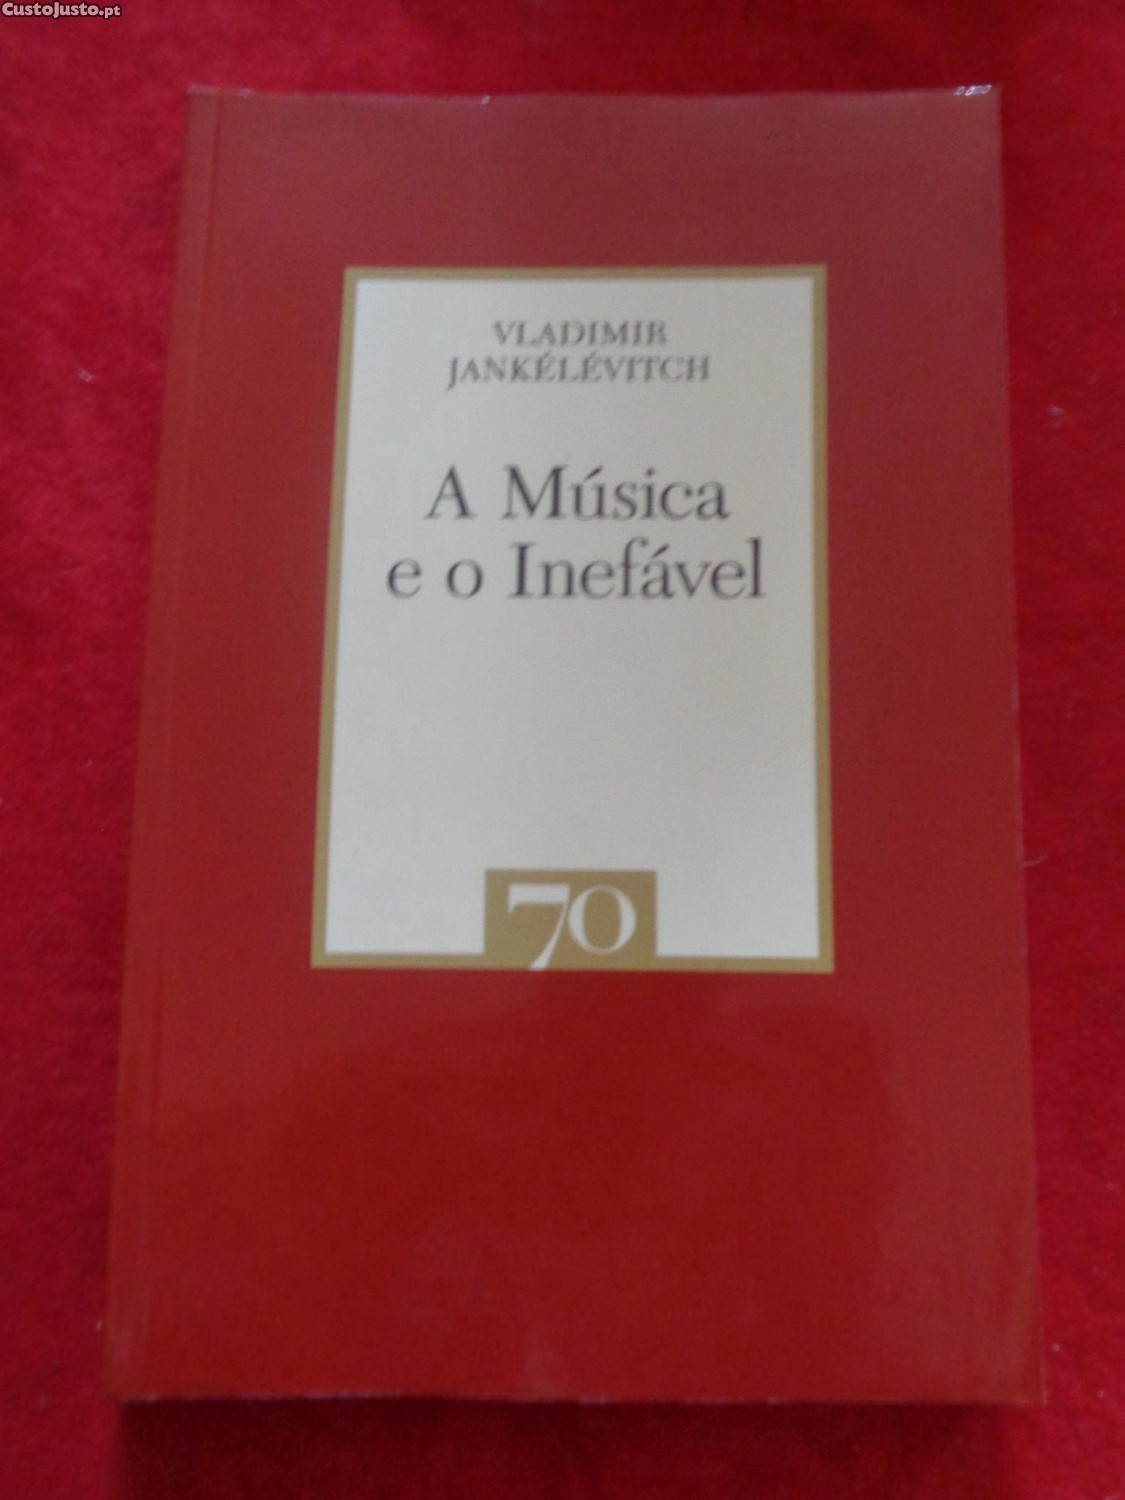 CustoJusto.pt
VLADIMIR
JANKÉLÉVITCH
A Música
e o Inefável
70